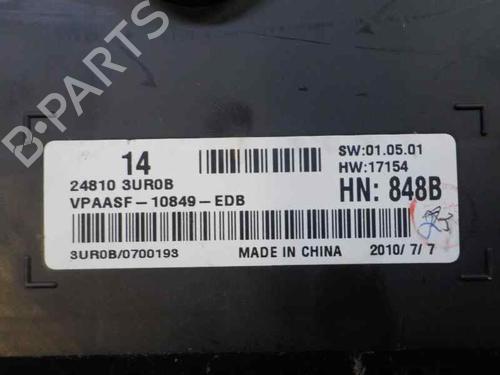 B-PARTS
14
SW:01.05.01
HW:17154
24810 3UR0B
HN: 848B
VPAASF-10849-EDB
3UR0B/0700193
MADE IN CHINA
2010/7/7